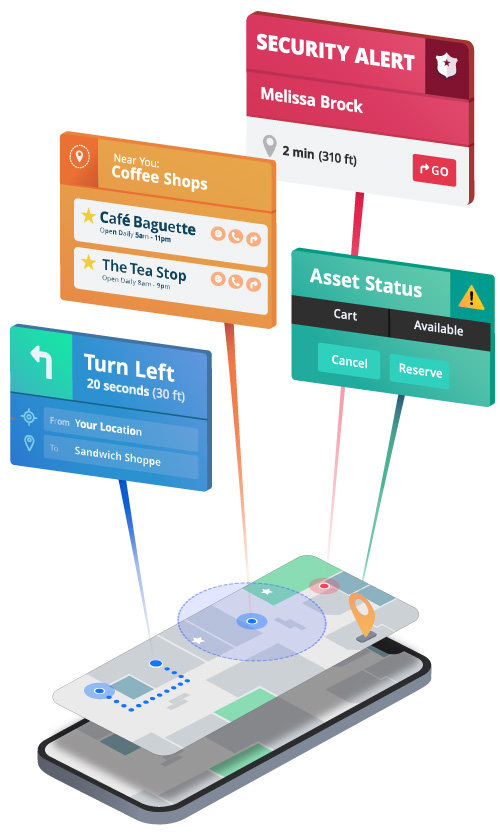 SECURITY ALERT
Melissa Brock
2 min (310 ft)
GO
Near You:
Coffee Shops
Café Baguette
Open Daily 5am - 11pm
The Tea Stop
Open Daily 8am - 9pm
Asset Status
Cart
Available
Cancel
Reserve
Turn Left
20 seconds (30 ft)
From Your Location
To Sandwich Shoppe